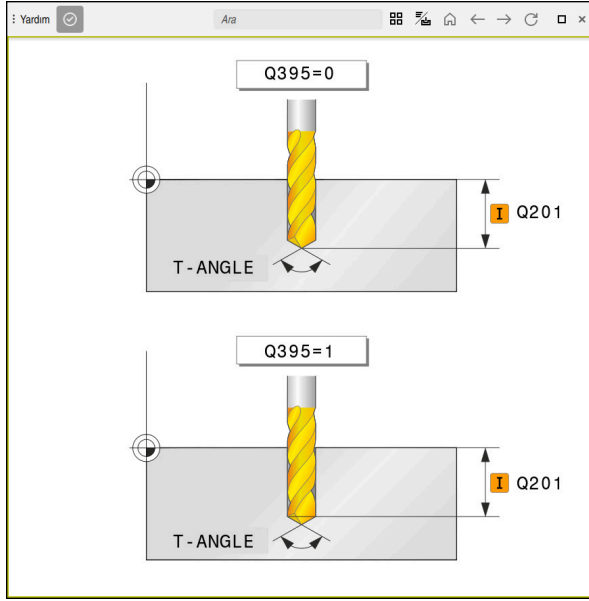 Yardım
Ara
Q395=0
I Q201
T-ANGLE
Q395=1
I Q201
T-ANGLE